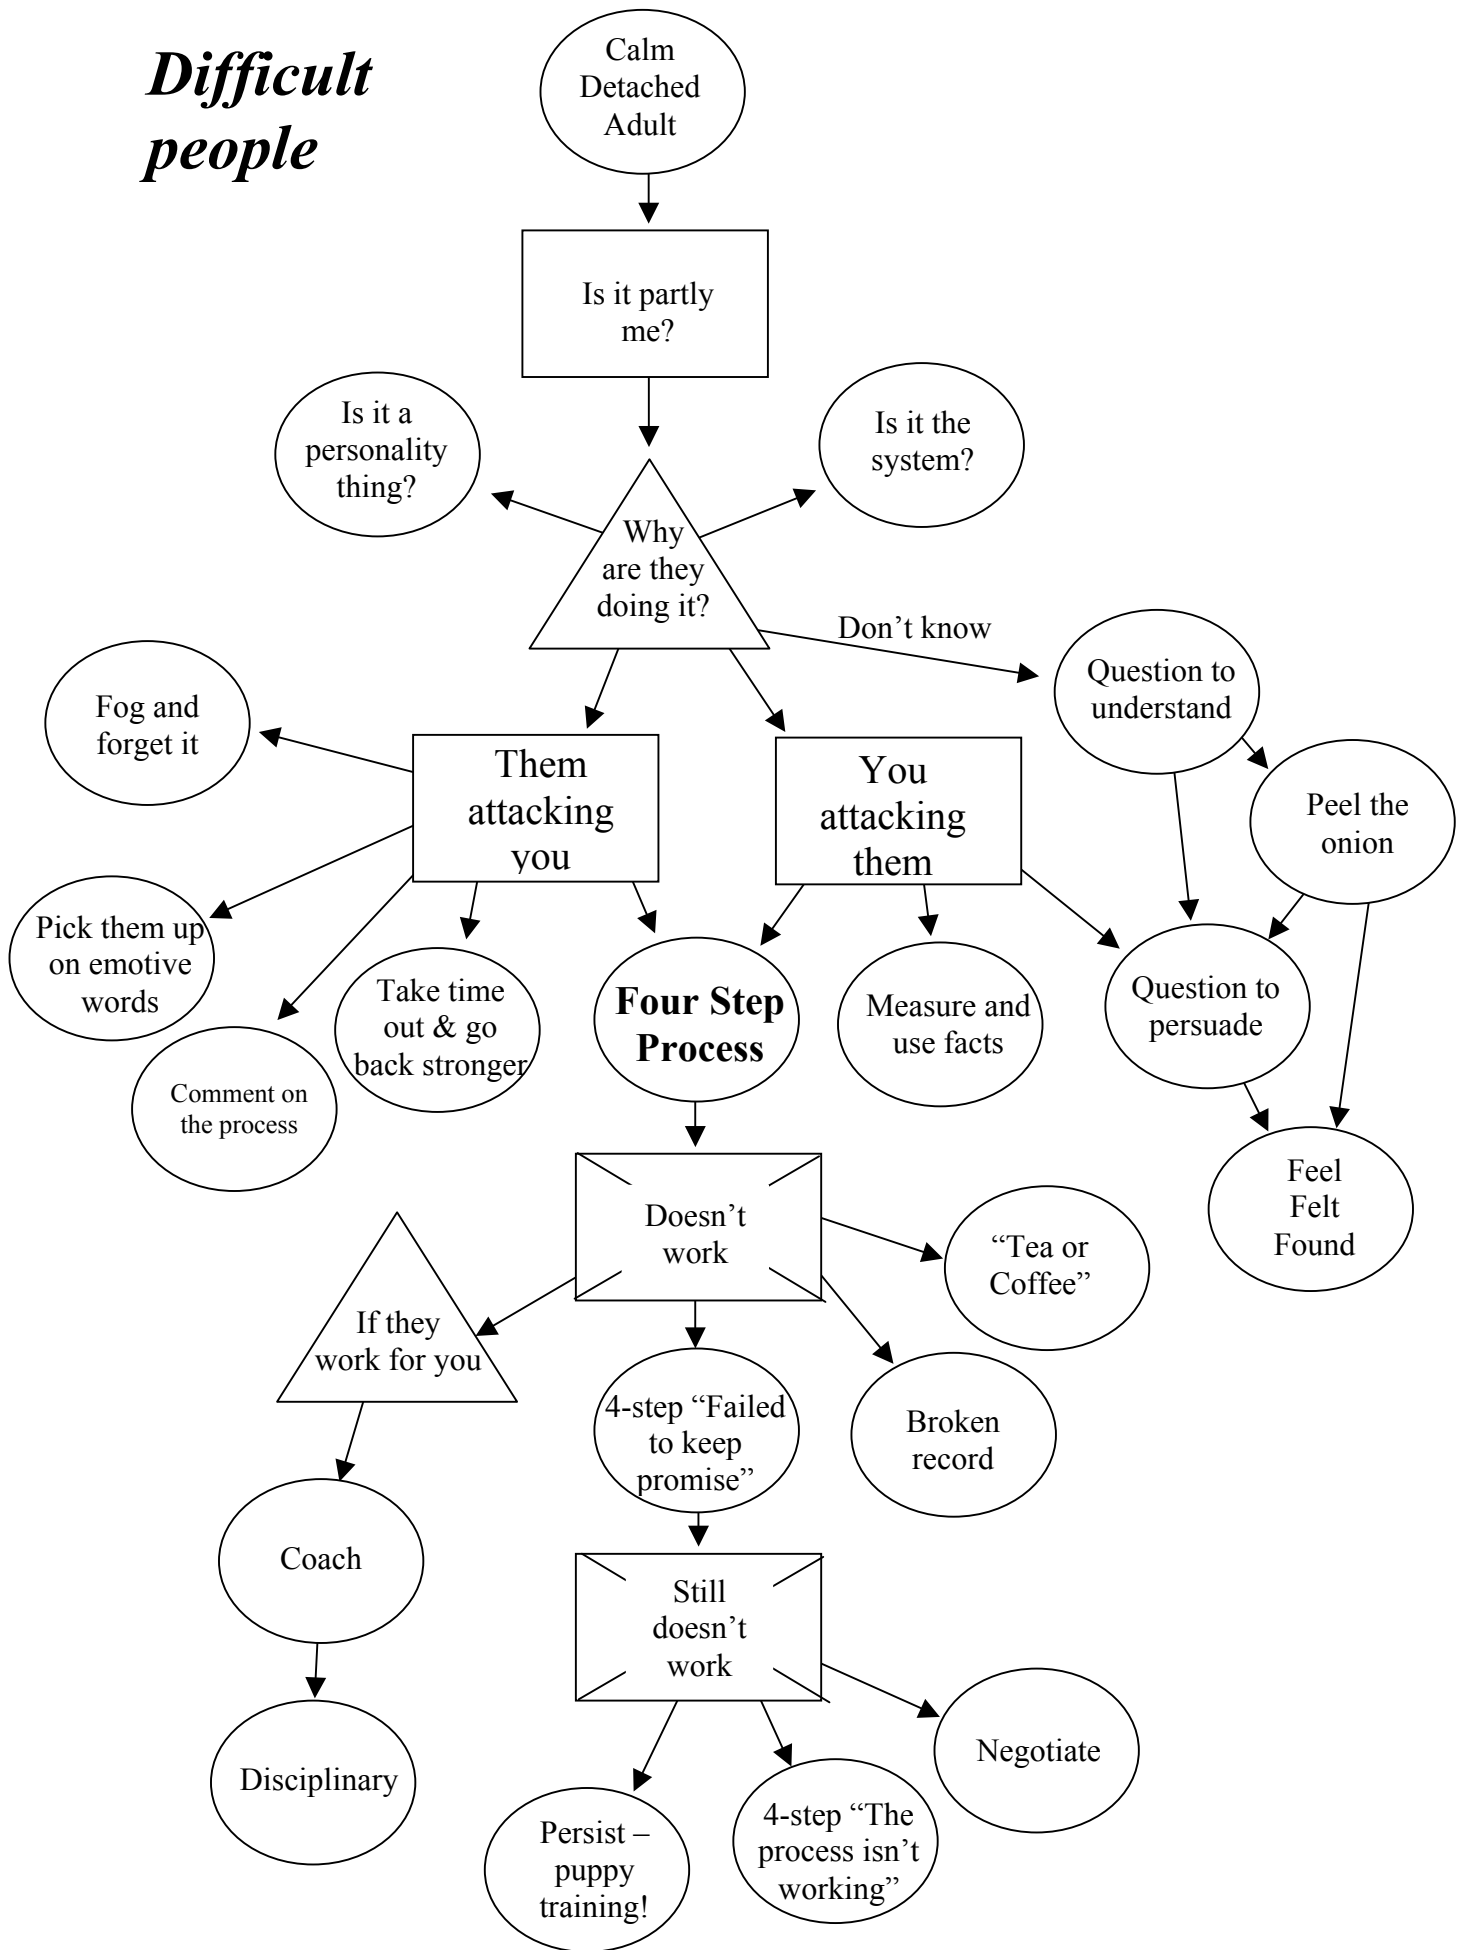 Difficult
people
Calm
Detached
Adult
Is it partly
me?
Is it a
personality
thing?
Is it the
system?
Why
are they
doing it?
Don’t know
Question to
understand
Fog and
forget it
Them
attacking
you
You
attacking
them
Peel the
onion
Pick them up
on emotive
words
Take time
out & go
back stronger
Four Step
Process
Measure and
use facts
Question to
persuade
Comment on
the process
Feel
Felt
Found
Doesn’t
work
“Tea or
Coffee”
If they
work for you
4-step “Failed
to keep
promise”
Broken
record
Coach
Still
doesn’t
work
Negotiate
Disciplinary
Persist –
puppy
training!
4-step “The
process isn’t
working”